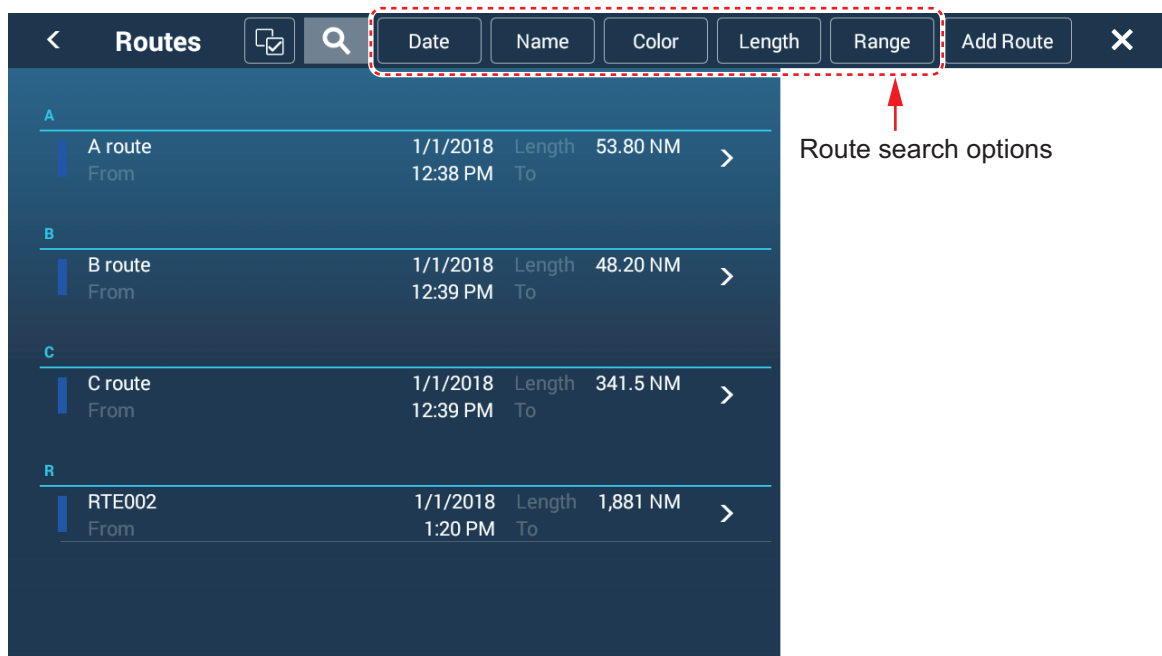 Routes Date Name Color Length Range Add Route
Route search options
A
A route 1/1/2018 Length 53.80 NM
From 12:38 PM To
B
B route 1/1/2018 Length 48.20 NM
From 12:39 PM To
C
C route 1/1/2018 Length 341.5 NM
From 12:39 PM To
R
RTE002 1/1/2018 Length 1,881 NM
From 1:20 PM To